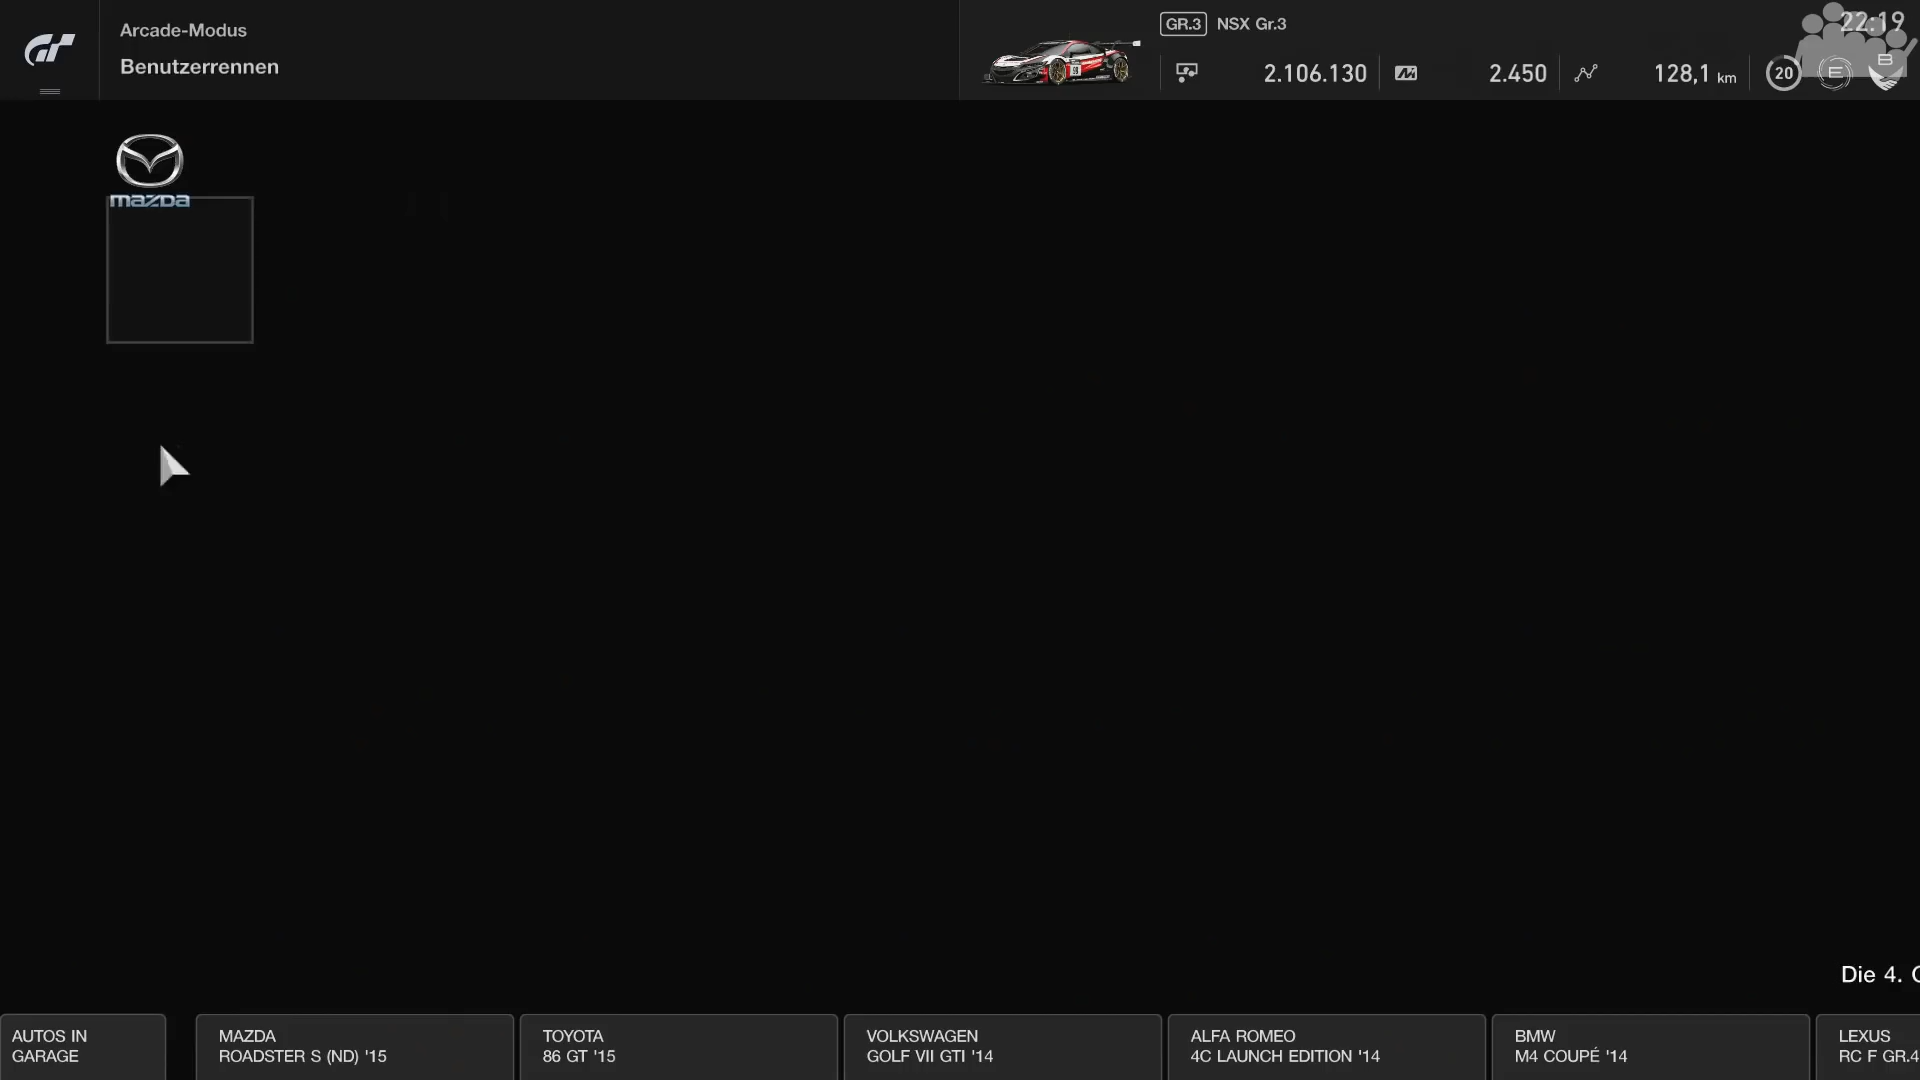 Arcade-Modus
Benutzerrennen
GR.3 NSX Gr.3
22:19
2.106.130
2.450
128,1 km
20
E
B
mazda
Die 4.
AUTOS IN
GARAGE
MAZDA
ROADSTER S (ND) '15
TOYOTA
86 GT '15
VOLKSWAGEN
GOLF VII GTI '14
ALFA ROMEO
4C LAUNCH EDITION '14
BMW
M4 COUPÉ '14
LEXUS
RC F GR.4